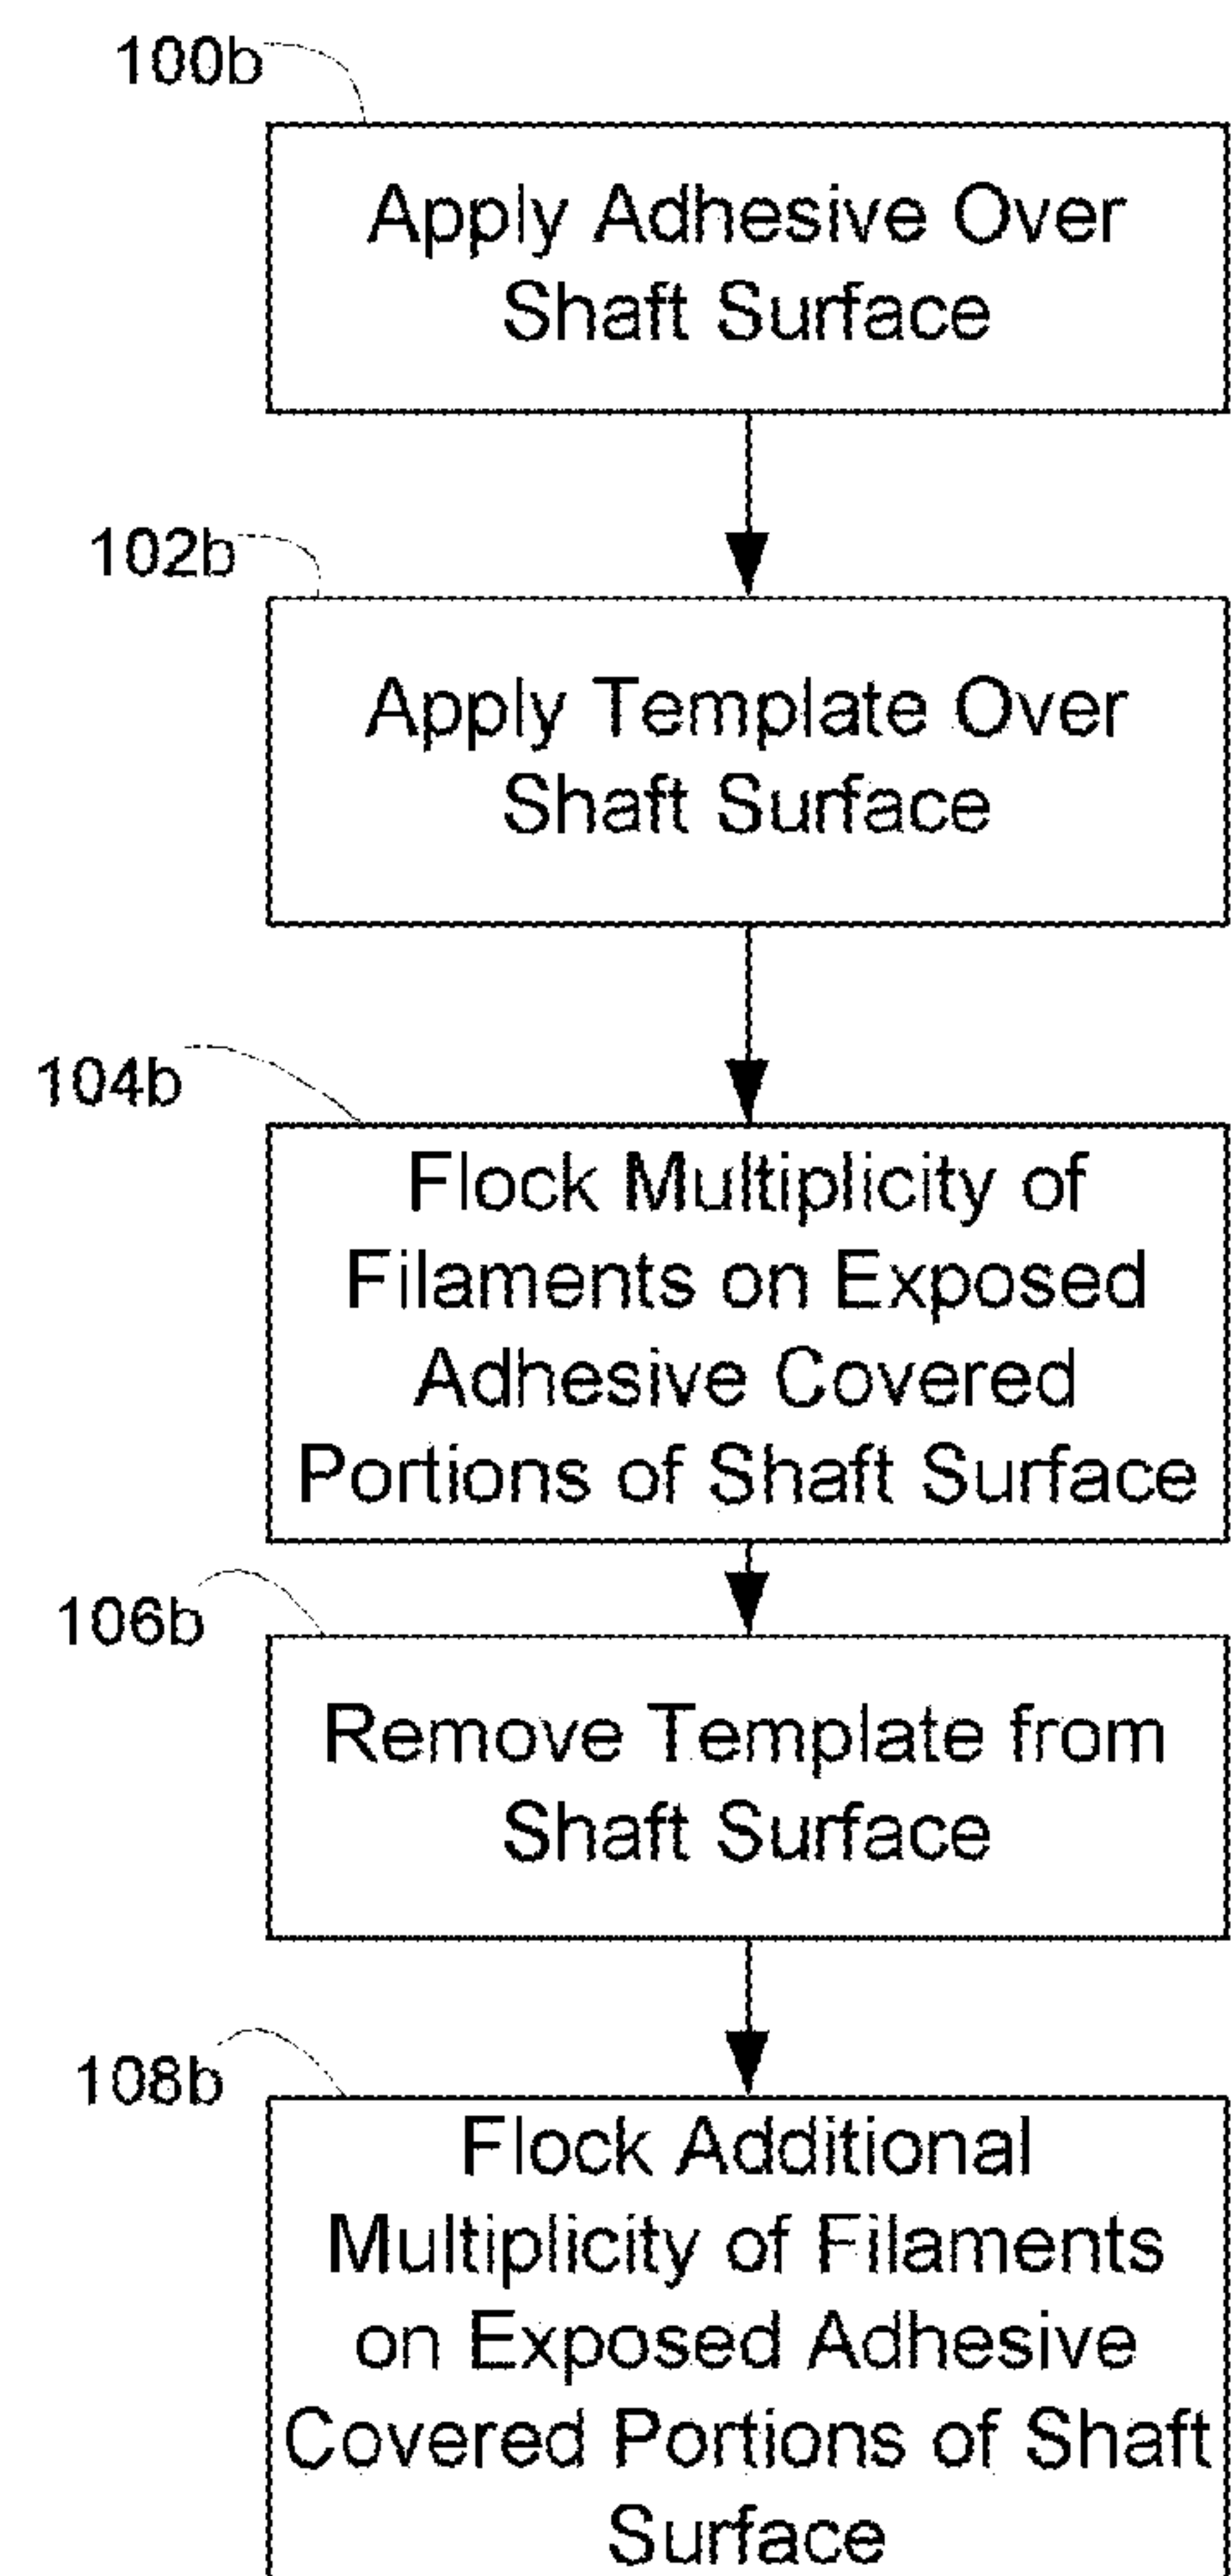 100b
Apply Adhesive Over
Shaft Surface
102b
Apply Template Over
Shaft Surface
104b
Flock Multiplicity of
Filaments on Exposed
Adhesive Covered
Portions of Shaft Surface
106b
Remove Template from
Shaft Surface
108b
Flock Additional
Multiplicity of Filaments
on Exposed Adhesive
Covered Portions of Shaft
Surface